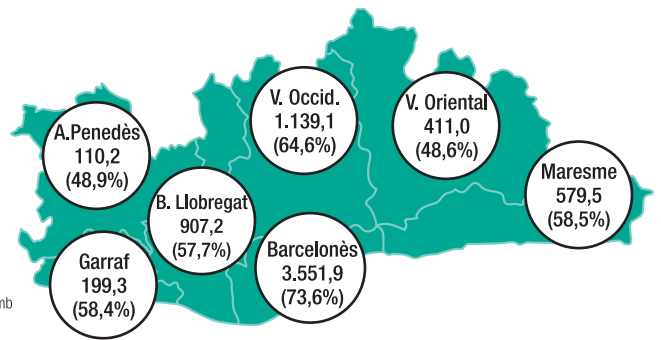 A.Penedès
110,2
(48,9%)
V. Occid.
1.139,1
(64,6%)
V. Oriental
411,0
(48,6%)
Maresme
579,5
(58,5%)
B. Llobregat
907,2
(57,7%)
Barcelonès
3.551,9
(73,6%)
Garraf
199,3
(58,4%)
mb